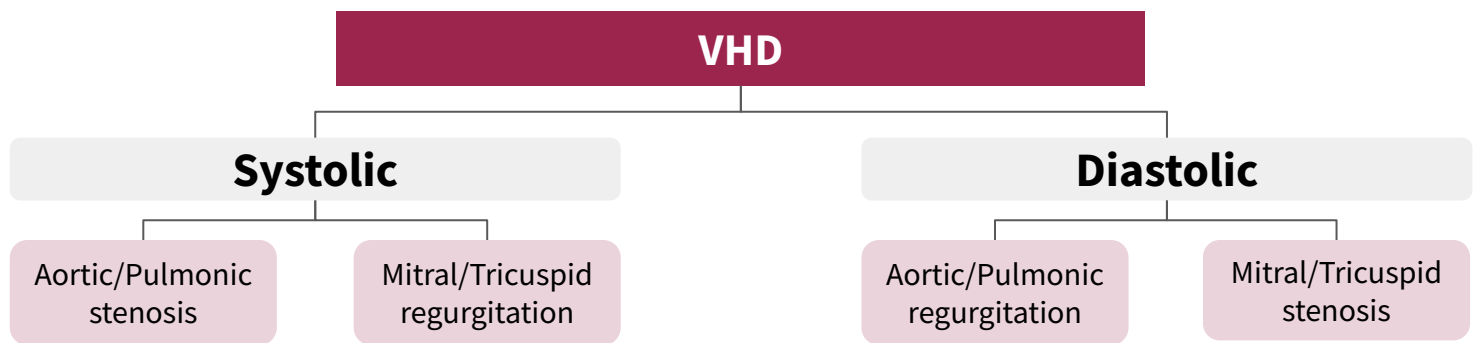 VHD
Systolic
Diastolic
Aortic/Pulmonic
stenosis
Mitral/Tricuspid
regurgitation
Aortic/Pulmonic
regurgitation
Mitral/Tricuspid
stenosis